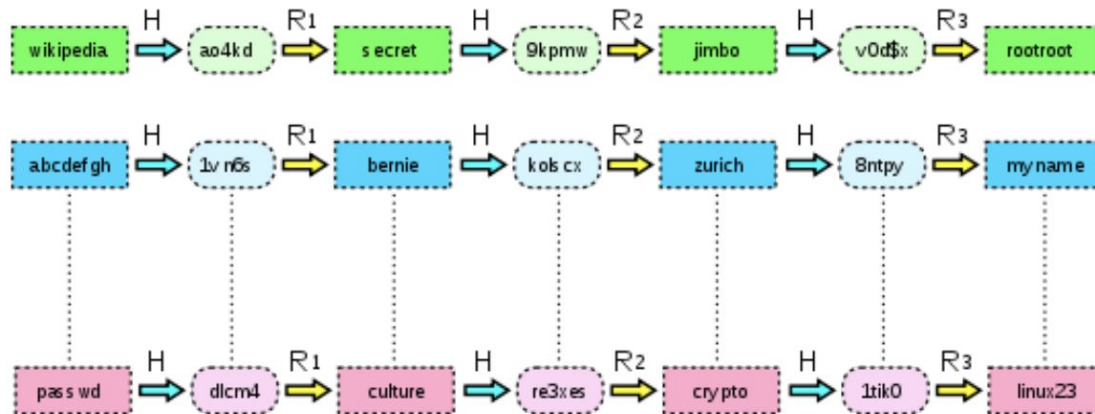 H R1 H R2 H R3
wikipedia ao4kd secret 9kpmw jimbo v0d$x rootroot
H R1 H R2 H R3
abcdefgh 1vn6s bernie kolscx zurich 8ntpy myname
H R1 H R2 H R3
passwd dlcm4 culture re3xes crypto 1tik0 linux23